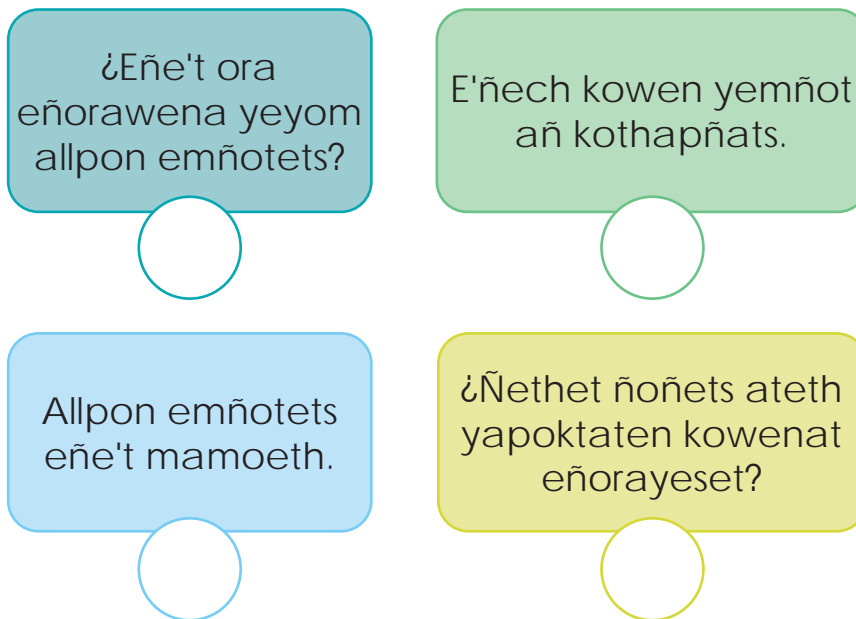 ¿Eñe't ora
eñorawena yeyom
allpon emñotets?
E'ñech kowen yemñot
añ kothapñats.
Allpon emñotets
eñe't mamoeth.
¿Ñethet ñoñets ateth
yapoktaten kowenat
eñorayeset?